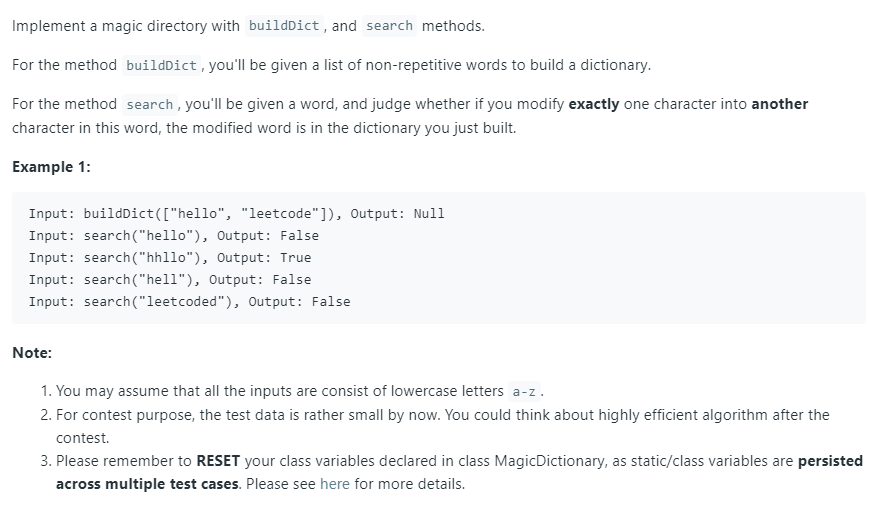 Implement a magic directory with buildDict, and search methods.
For the method buildDict, you'll be given a list of non-repetitive words to build a dictionary.
For the method search, you'll be given a word, and judge whether if you modify exactly one character into another
character in this word, the modified word is in the dictionary you just built.
Example 1:
Input: buildDict(["hello", "leetcode"]), Output: Null
Input: search("hello"), Output: False
Input: search("hhllo"), Output: True
Input: search("hell"), Output: False
Input: search("leetcoded"), Output: False
Note:
1. You may assume that all the inputs are consist of lowercase letters a-z.
2. For contest purpose, the test data is rather small by now. You could think about highly efficient algorithm after the
contest.
3. Please remember to RESET your class variables declared in class MagicDictionary, as static/class variables are persisted
across multiple test cases. Please see here for more details.